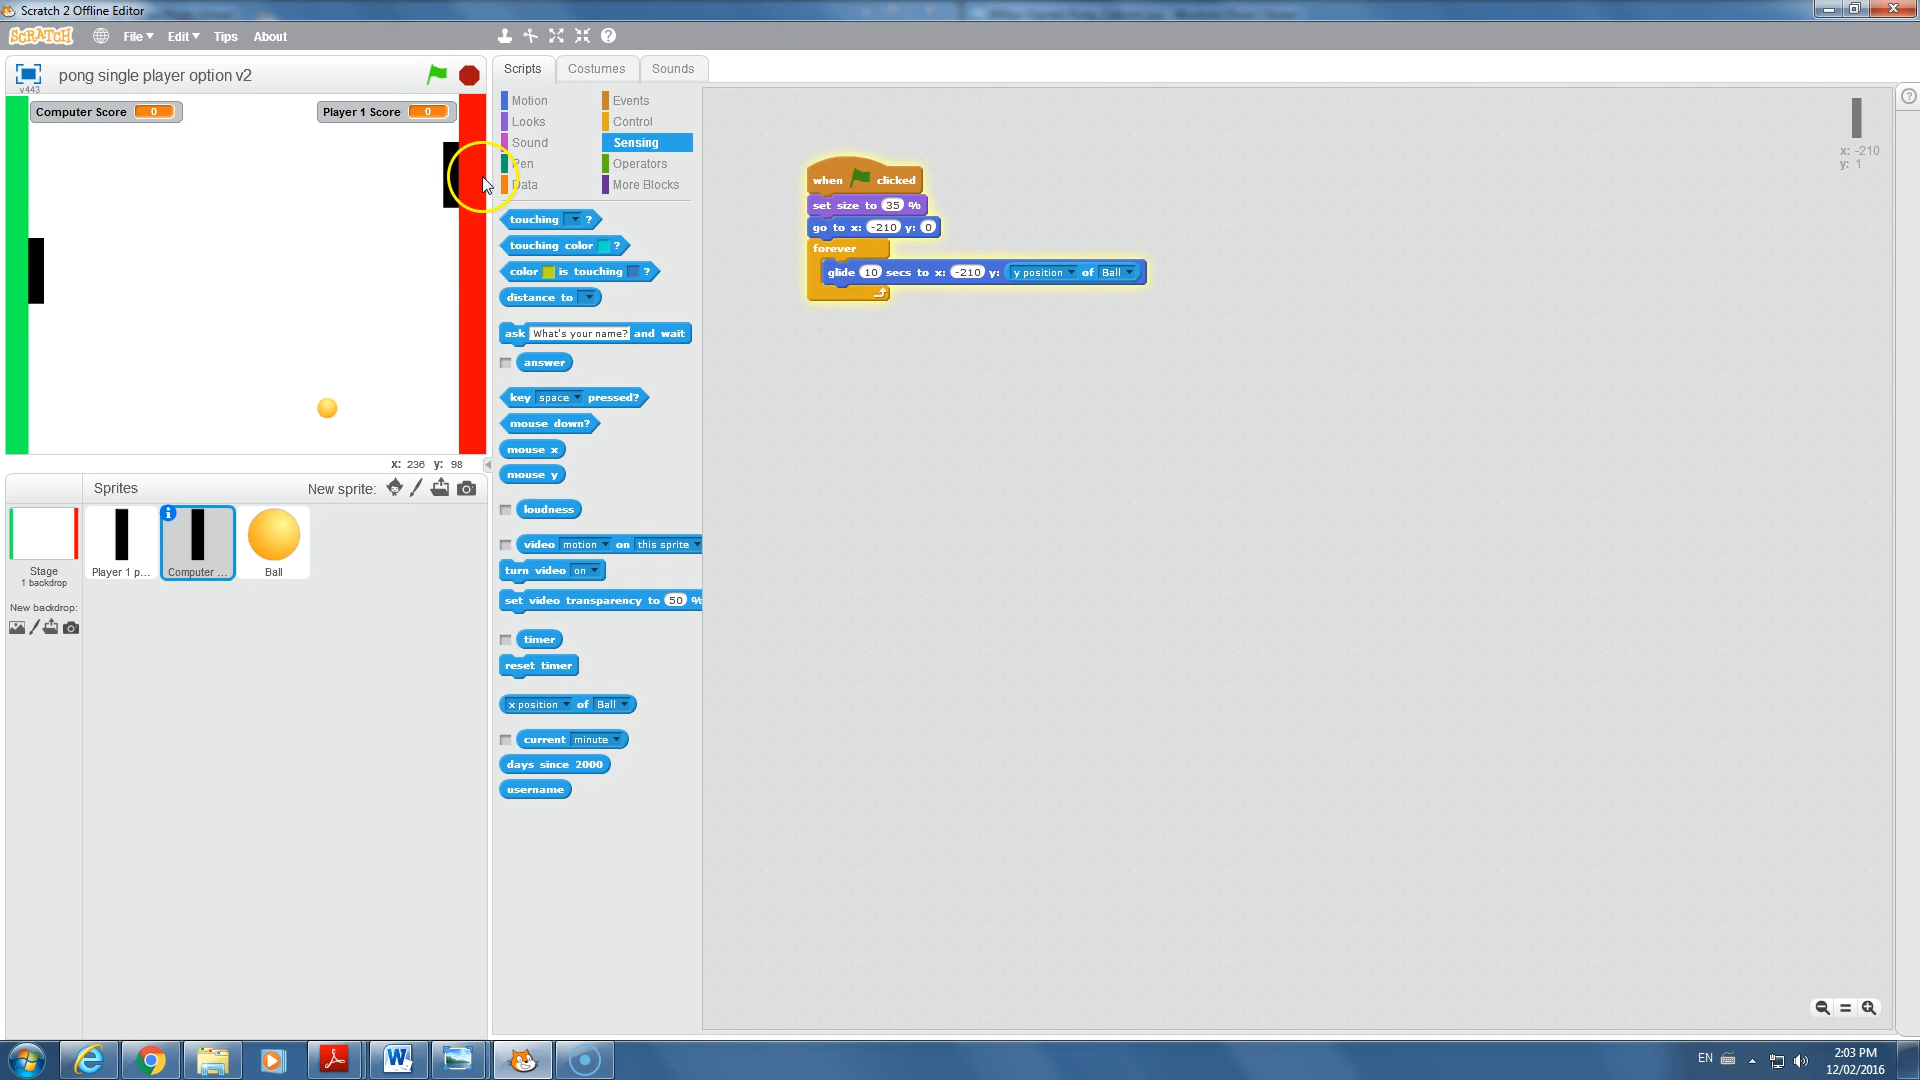 Scratch 2 Offline Editor
SCRATCH File Edit Tips About
v443 pong single player option v2
Computer Score 0 Player 1 Score 0
x: 236 y: 98
Sprites New sprite:
Stage
1 backdrop
New backdrop:
Player 1 p... Computer ... Ball
Scripts Costumes Sounds
Motion Events
Looks Control
Sound Sensing
Pen Operators
Data More Blocks
touching ?
touching color ?
color is touching ?
distance to
ask What's your name? and wait
answer
key space pressed?
mouse down?
mouse x
mouse y
loudness
video motion on this sprite
turn video on
set video transparency to 50 %
timer
reset timer
x position of Ball
current minute
days since 2000
username
when clicked
set size to 35 %
go to x: -210 y: 0
forever
glide 10 secs to x: -210 y: y position of Ball
x: -210
y: 1
EN
2:03 PM
12/02/2016